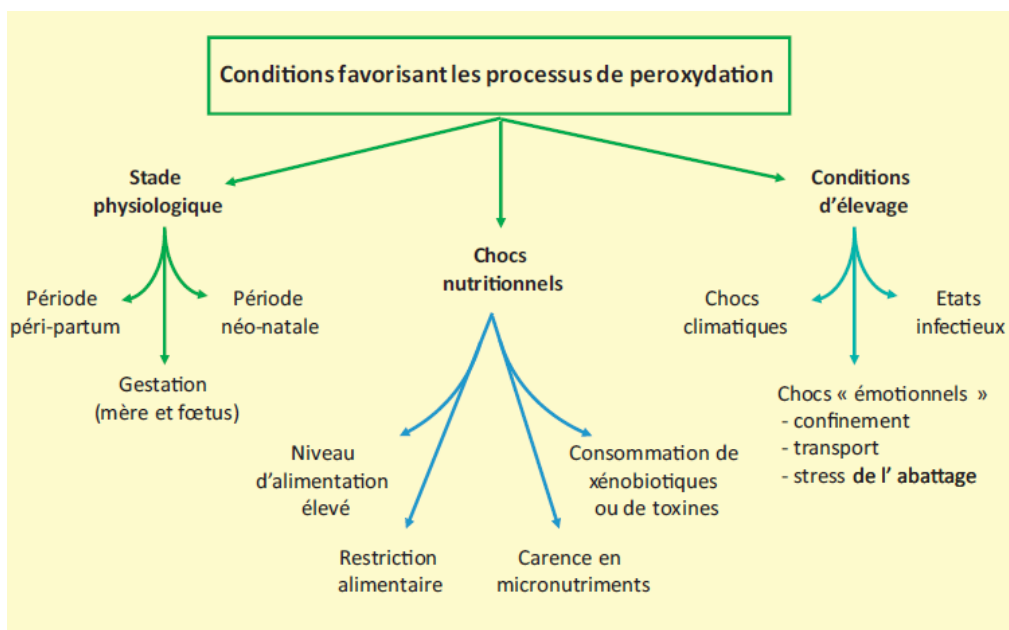 Conditions favorisant les processus de peroxydation
Stade
physiologique
Période
péri-partum
Période
néo-natale
Gestation
(mère et fœtus)
Chocs
nutritionnels
Niveau
d'alimentation
élevé
Consommation de
xénobiotiques
ou de toxines
Restriction
alimentaire
Carence en
micronutriments
Conditions
d'élevage
Chocs
climatiques
Etats
infectieux
Chocs « émotionnels »
- confinement
- transport
- stress de l' abattage